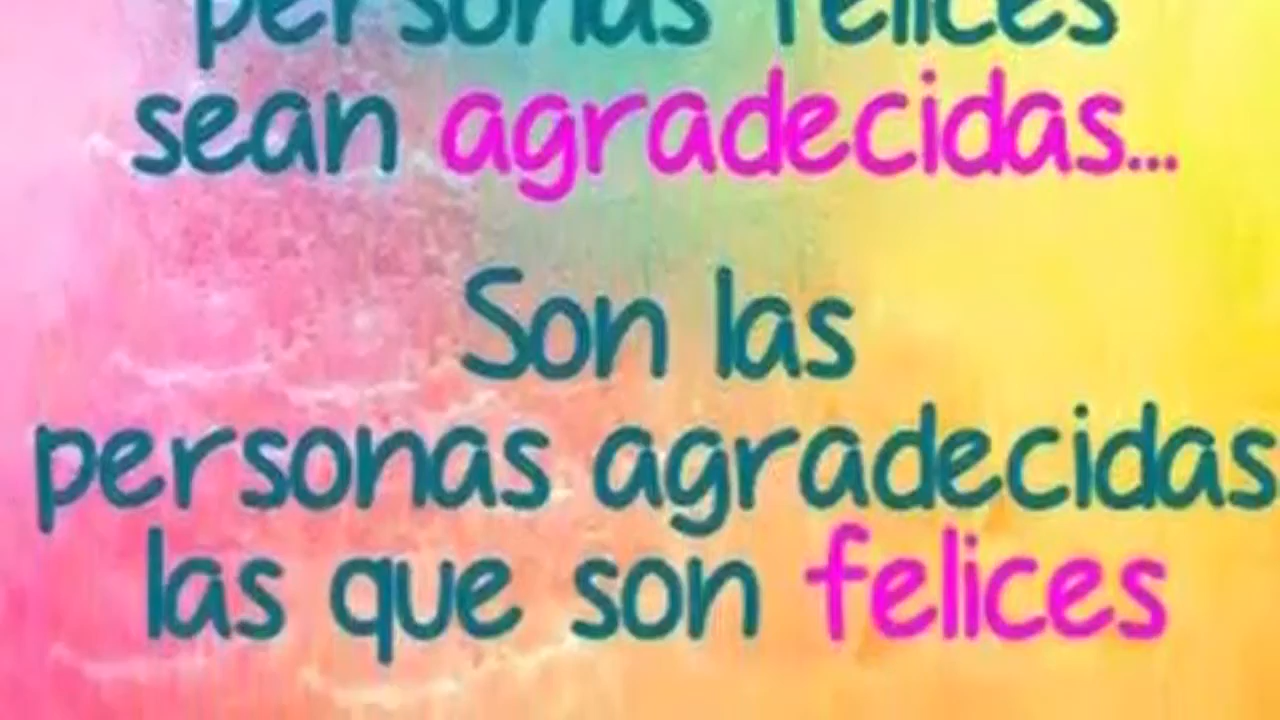 personas felices
sean agradecidas...
Son las
personas agradecidas
las que son felices